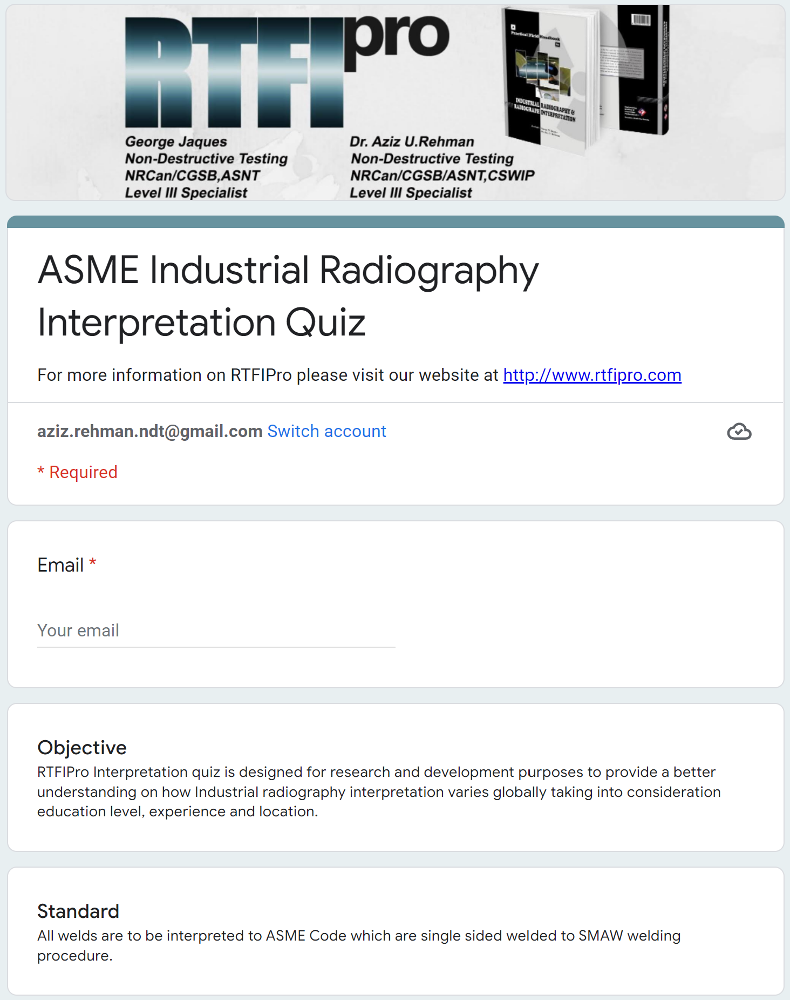 RTFIpro
George Jaques
Non-Destructive Testing
NRCan/CGSB,ASNT
Level III Specialist
Dr. Aziz U.Rehman
Non-Destructive Testing
NRCan/CGSB/ASNT,CSWIP
Level III Specialist
Practical Field Handbook
INDUSTRIAL RADIOGRAPHY &
RADIOGRAPH INTERPRETATION
ASME Industrial Radiography
Interpretation Quiz
For more information on RTFIPro please visit our website at http://www.rtfipro.com
aziz.rehman.ndt@gmail.com Switch account
* Required
Email *
Your email
Objective
RTFIPro Interpretation quiz is designed for research and development purposes to provide a better
understanding on how Industrial radiography interpretation varies globally taking into consideration
education level, experience and location.
Standard
All welds are to be interpreted to ASME Code which are single sided welded to SMAW welding
procedure.